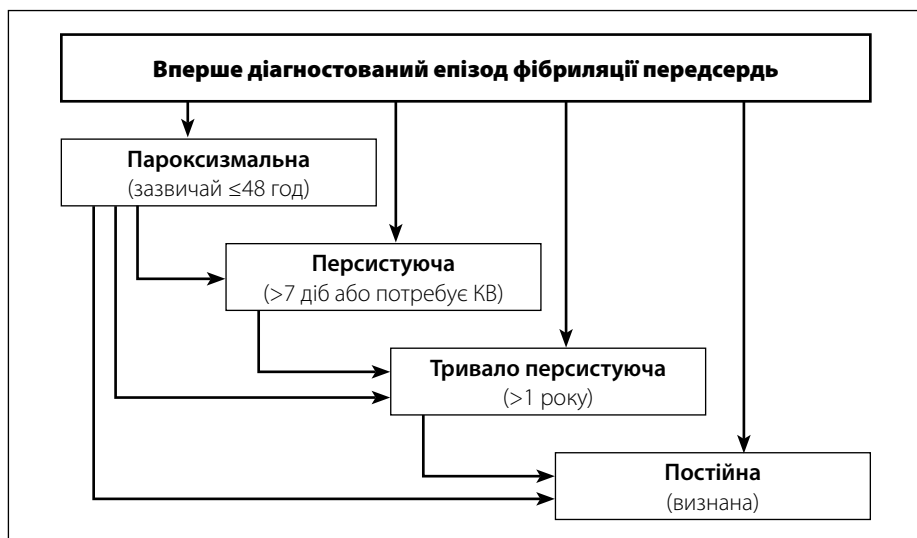 Вперше діагностований епізод фібриляції передсердь
Пароксизмальна
(зазвичай ≤48 год)
Персистуюча
(>7 діб або потребує КВ)
Тривало персистуюча
(>1 року)
Постійна
(визнана)